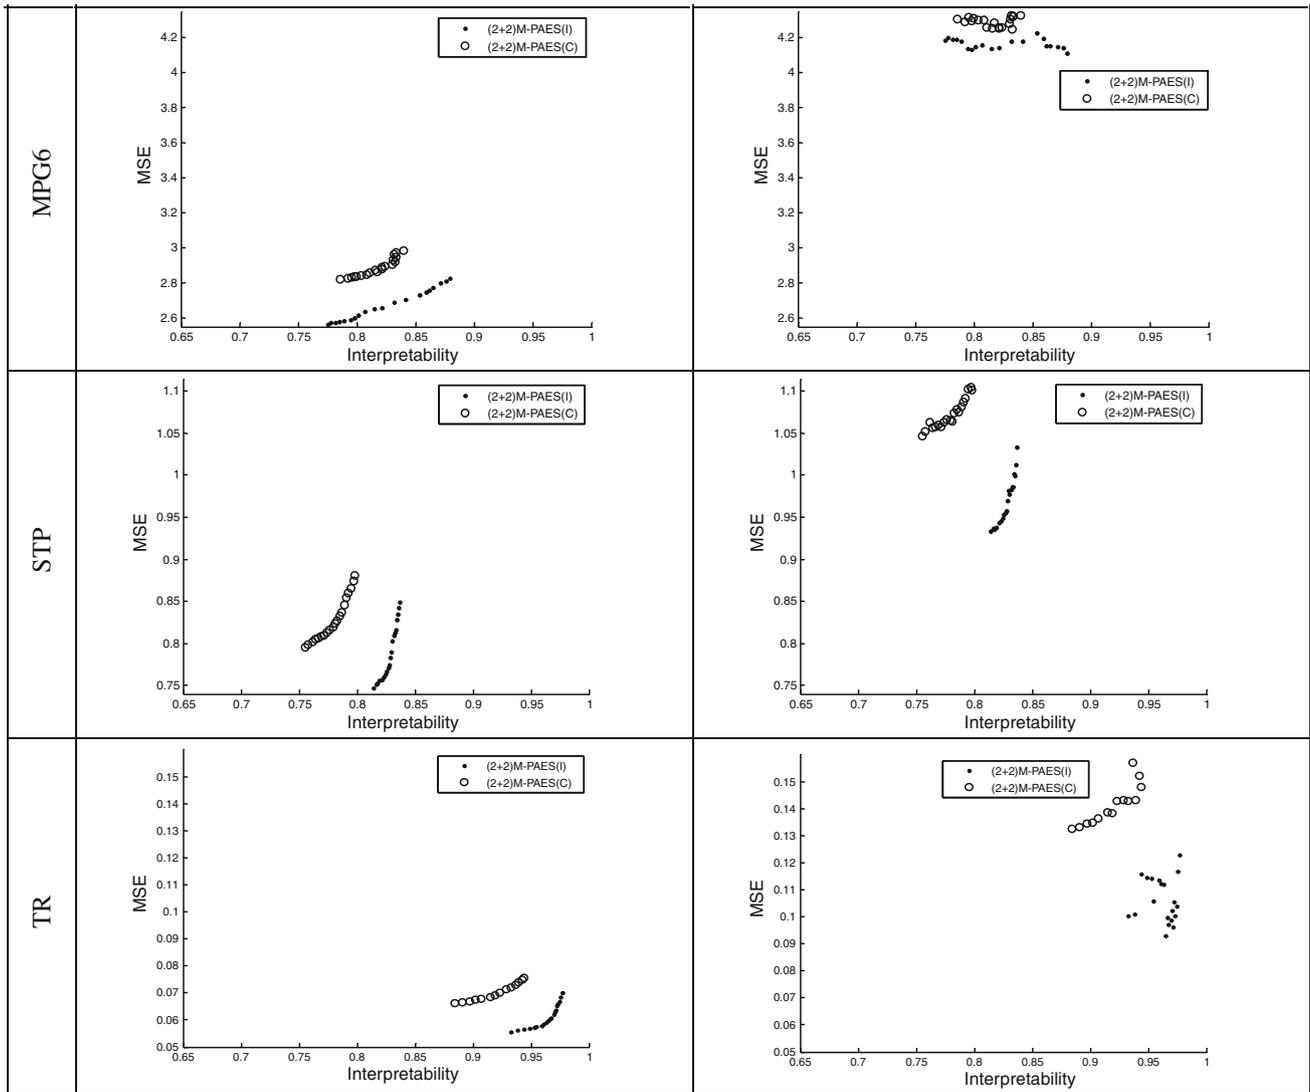 MPG6
MSE
4.2
4
3.8
3.6
3.4
3.2
3
2.8
2.6
0.65 0.7 0.75 0.8 0.85 0.9 0.95 1
Interpretability
(2+2)M-PAES(I)
(2+2)M-PAES(C)
MSE
4.2
4
3.8
3.6
3.4
3.2
3
2.8
2.6
0.65 0.7 0.75 0.8 0.85 0.9 0.95 1
Interpretability
(2+2)M-PAES(I)
(2+2)M-PAES(C)
STP
MSE
1.1
1.05
1
0.95
0.9
0.85
0.8
0.75
0.65 0.7 0.75 0.8 0.85 0.9 0.95 1
Interpretability
(2+2)M-PAES(I)
(2+2)M-PAES(C)
MSE
1.1
1.05
1
0.95
0.9
0.85
0.8
0.75
0.65 0.7 0.75 0.8 0.85 0.9 0.95 1
Interpretability
(2+2)M-PAES(I)
(2+2)M-PAES(C)
TR
MSE
0.15
0.14
0.13
0.12
0.11
0.1
0.09
0.08
0.07
0.06
0.05
0.65 0.7 0.75 0.8 0.85 0.9 0.95 1
Interpretability
(2+2)M-PAES(I)
(2+2)M-PAES(C)
MSE
0.15
0.14
0.13
0.12
0.11
0.1
0.09
0.08
0.07
0.06
0.05
0.65 0.7 0.75 0.8 0.85 0.9 0.95 1
Interpretability
(2+2)M-PAES(I)
(2+2)M-PAES(C)